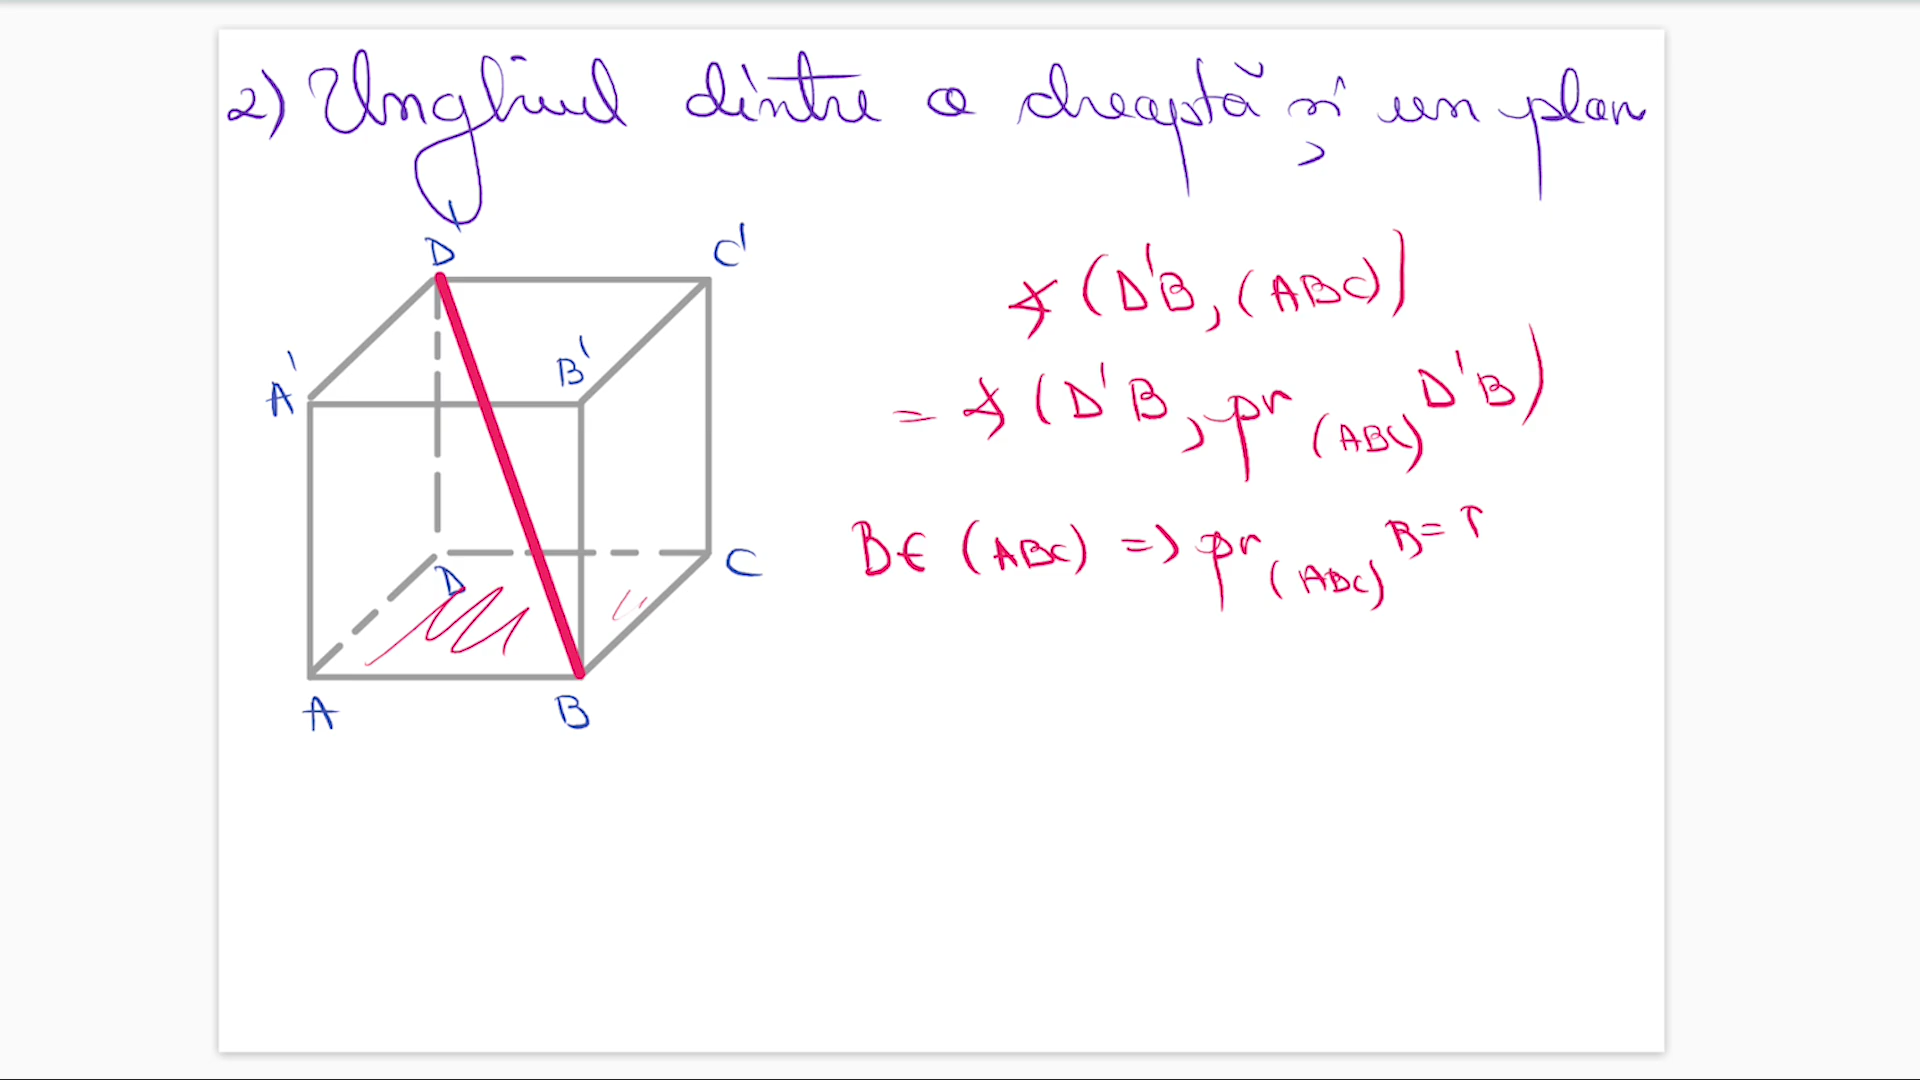 2) Unghiul dintre o dreaptă și un plan
D'
C'
∢ (D'B, (ABC))
A'
B'
= ∢ (D'B, pr (ABC) D'B)
B ∈ (ABC) => pr (ABC) B =
D
C
A
B